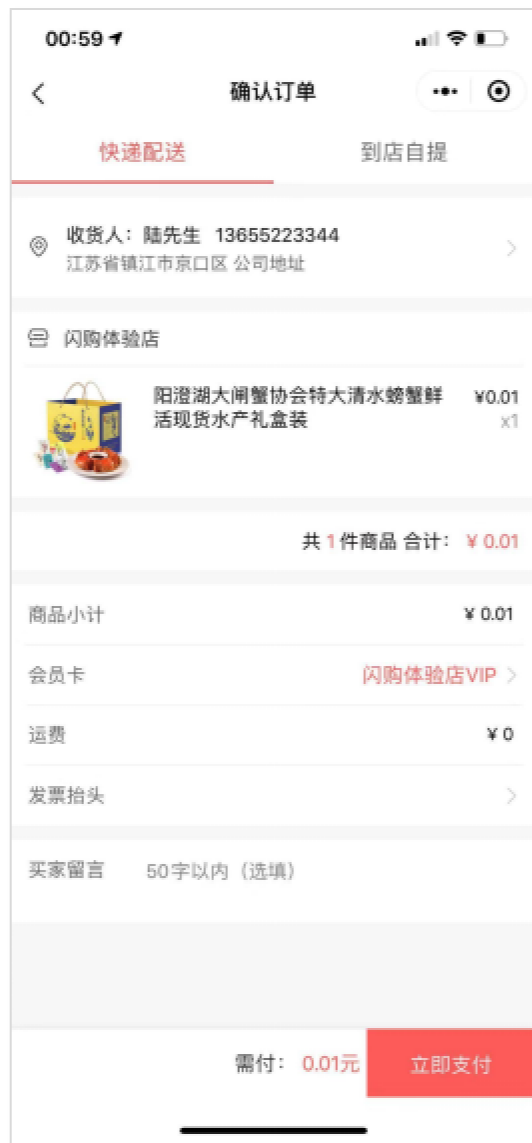 00:59
确认订单
快递配送 到店自提
收货人：陆先生 13655223344
江苏省镇江市京口区 公司地址
闪购体验店
阳澄湖大闸蟹协会特大清水螃蟹鲜 ¥0.01
活现货水产礼盒装 x1
共1件商品 合计： ¥ 0.01
商品小计 ¥ 0.01
会员卡 闪购体验店VIP
运费 ¥ 0
发票抬头
买家留言 50字以内（选填）
需付： 0.01元 立即支付